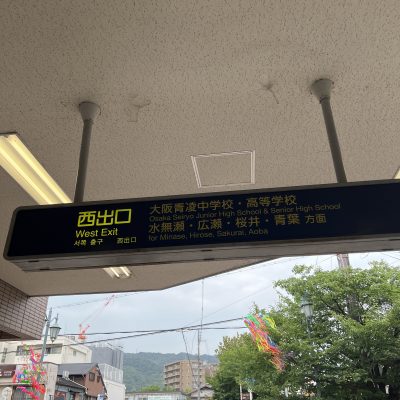 西出口
West Exit
서쪽 출구 西出口
大阪青凌中学校・高等学校
Osaka Seiryo Junior High School & Senior High School
水無瀬・広瀬・桜井・青葉 方面
for Minase, Hirose, Sakurai, Aoba